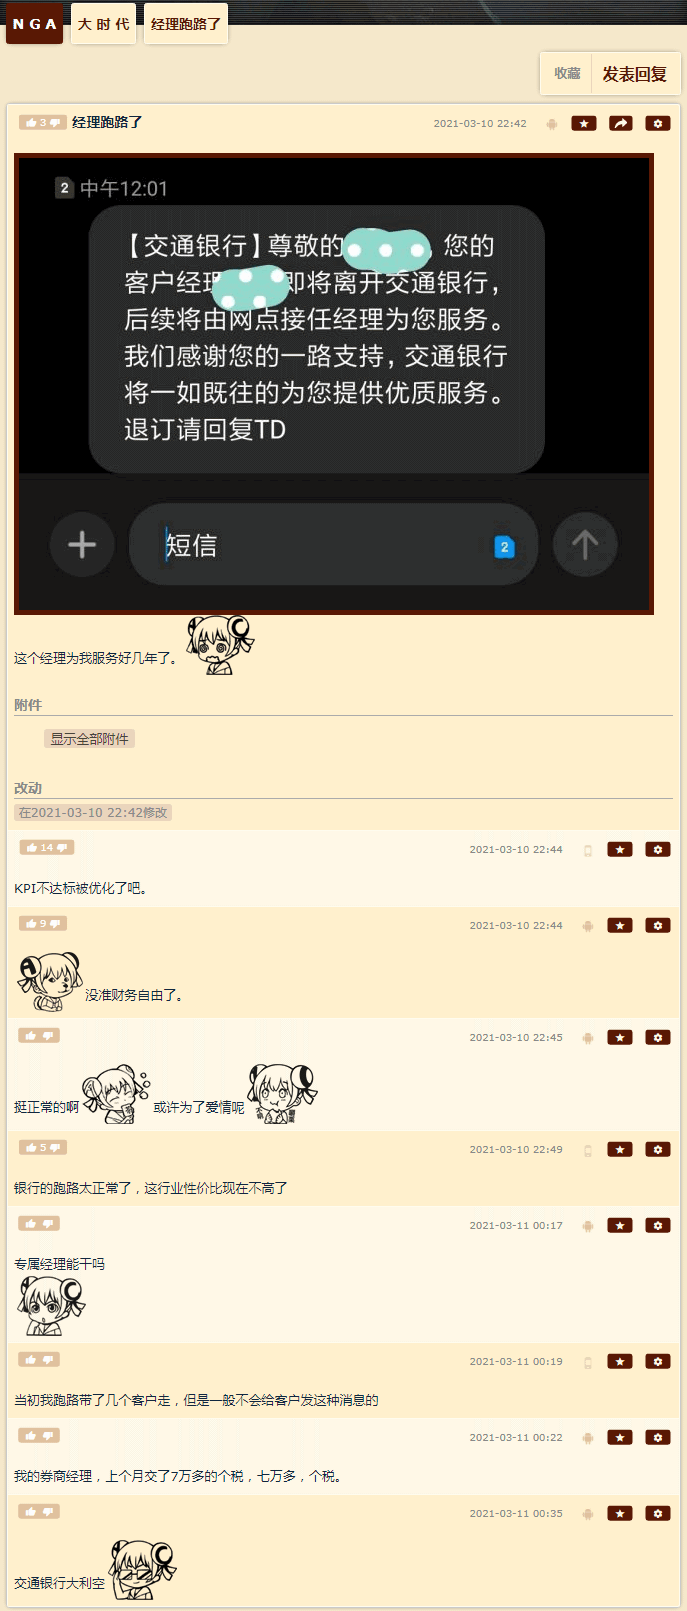 NGA 大时代 经理跑路了
收藏 发表回复
3 经理跑路了 2021-03-10 22:42
2 中午12:01
【交通银行】尊敬的 ，您的
客户经理 即将离开交通银行，
后续将由网点接任经理为您服务。
我们感谢您的一路支持，交通银行
将一如既往的为您提供优质服务。
退订请回复TD
短信 2
这个经理为我服务好几年了。
附件
显示全部附件
改动
在2021-03-10 22:42修改
14 2021-03-10 22:44
KPI不达标被优化了吧。
9 2021-03-10 22:44
没准财务自由了。
2021-03-10 22:45
挺正常的啊 或许为了爱情呢
5 2021-03-10 22:49
银行的跑路太正常了，这行业性价比现在不高了
2021-03-11 00:17
专属经理能干吗
2021-03-11 00:19
当初我跑路带了几个客户走，但是一般不会给客户发这种消息的
2021-03-11 00:22
我的券商经理，上个月交了7万多的个税，七万多，个税。
2021-03-11 00:35
交通银行大利空